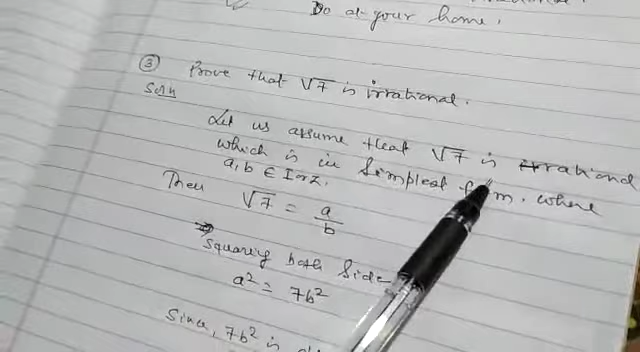 Do at your home.
③ Prove that √7 is irrational.
Soln
Let us assume that √7 is rational
which is in simplest form. where
a, b ∈ I or Z.
Then √7 = a/b
Squaring both side
a² = 7b²
Since, 7b² is